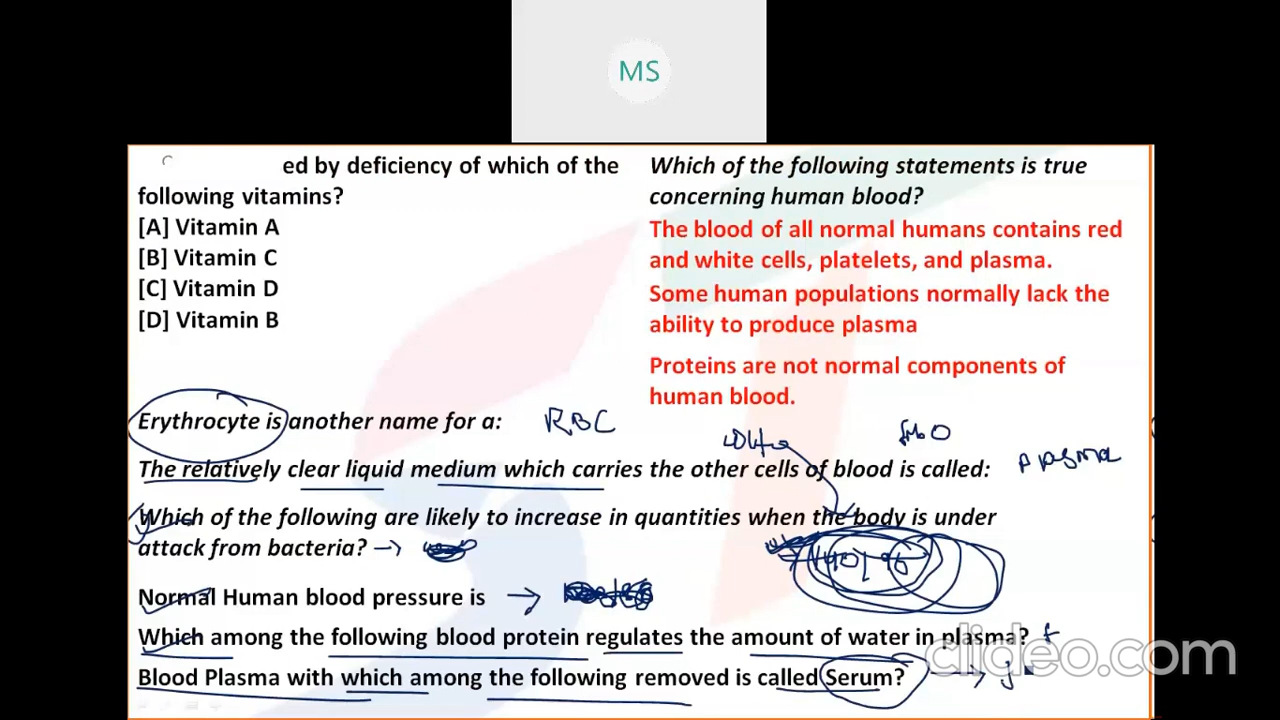 MS
ed by deficiency of which of the
following vitamins?
[A] Vitamin A
[B] Vitamin C
[C] Vitamin D
[D] Vitamin B
Which of the following statements is true
concerning human blood?
The blood of all normal humans contains red
and white cells, platelets, and plasma.
Some human populations normally lack the
ability to produce plasma
Proteins are not normal components of
human blood.
Erythrocyte is another name for a: RBC
The relatively clear liquid medium which carries the other cells of blood is called: Plasma
Which of the following are likely to increase in quantities when the body is under
attack from bacteria?
Normal Human blood pressure is
Which among the following blood protein regulates the amount of water in plasma?
Blood Plasma with which among the following removed is called Serum?
clideo.com